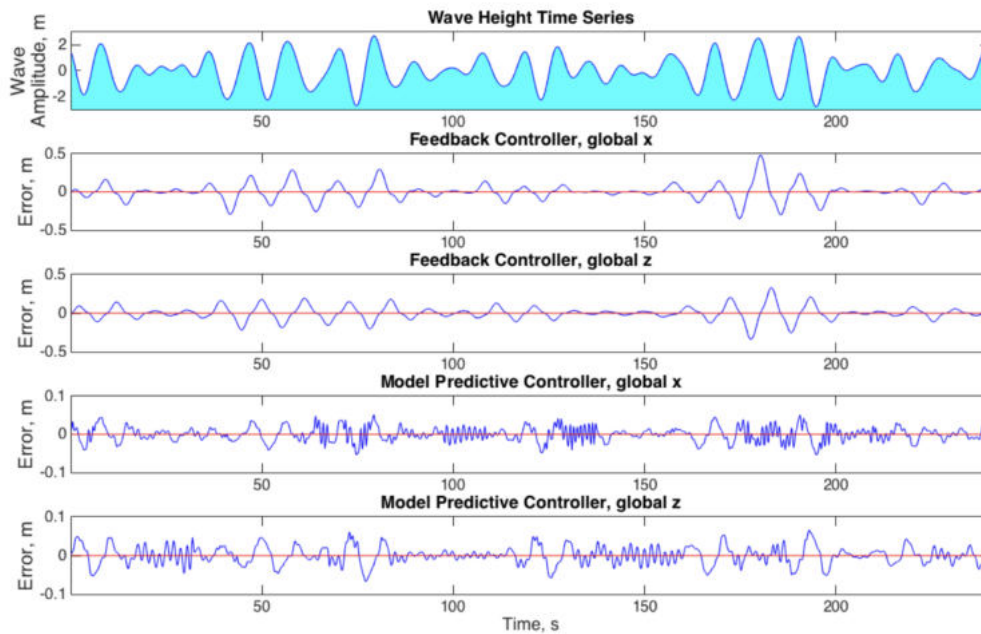 Wave Height Time Series
Wave
Amplitude, m
2
0
-2
50
100
150
200
Feedback Controller, global x
Error, m
0.5
0
-0.5
50
100
150
200
Feedback Controller, global z
Error, m
0.5
0
-0.5
50
100
150
200
Model Predictive Controller, global x
Error, m
0.1
0
-0.1
50
100
150
200
Model Predictive Controller, global z
Error, m
0.1
0
-0.1
50
100
150
200
Time, s